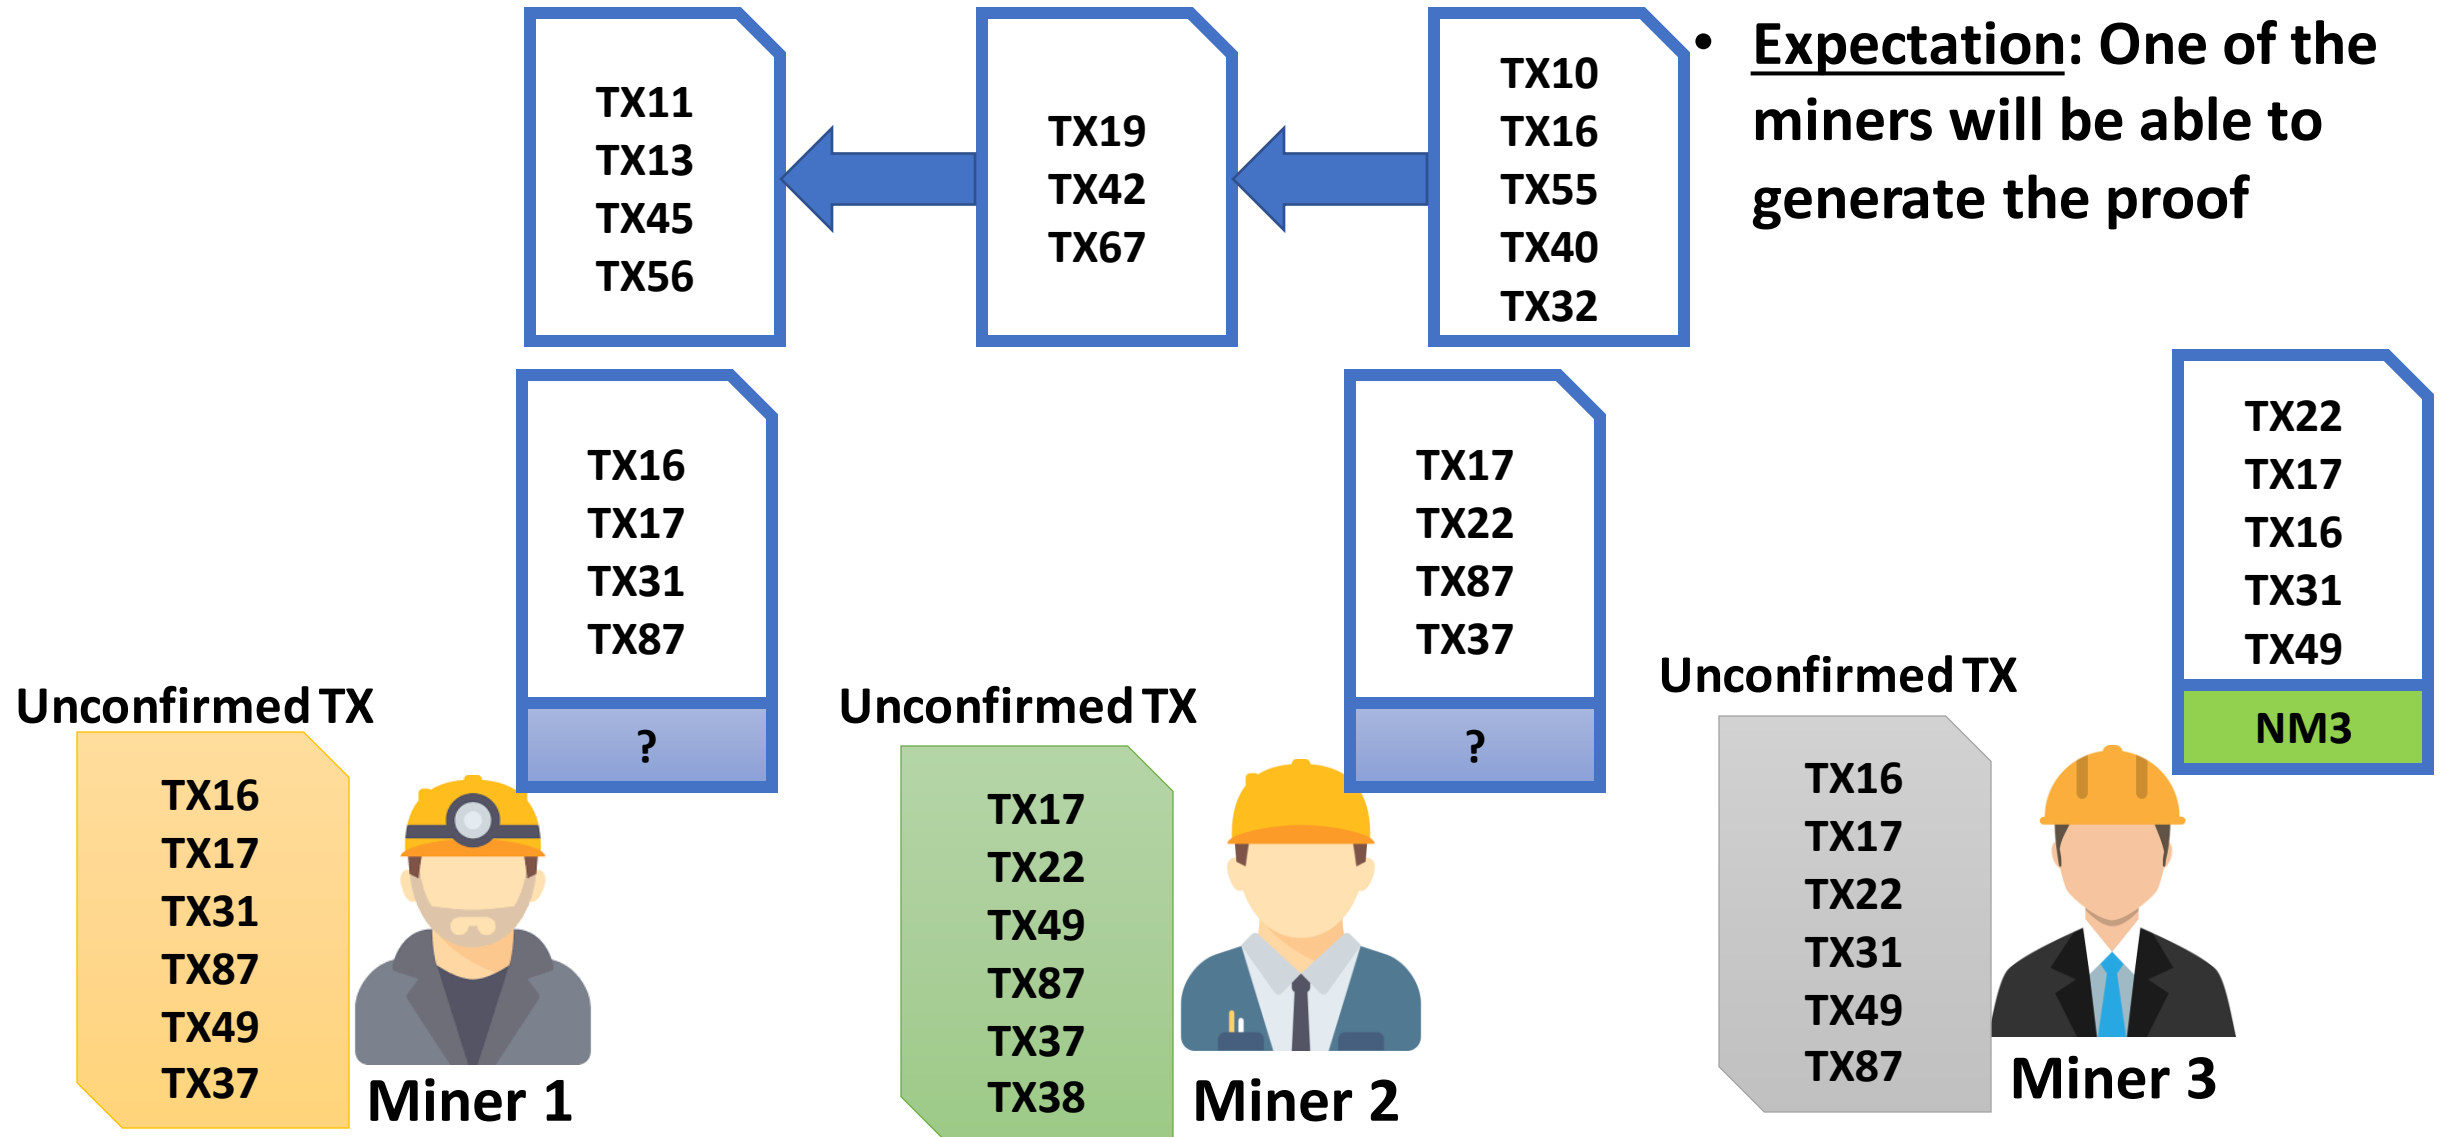 TX11
TX13
TX45
TX56
TX19
TX42
TX67
TX10
TX16
TX55
TX40
TX32
• Expectation: One of the
miners will be able to
generate the proof
TX16
TX17
TX31
TX87
?
TX17
TX22
TX87
TX37
?
TX22
TX17
TX16
TX31
TX49
NM3
Unconfirmed TX
TX16
TX17
TX31
TX87
TX49
TX37
Miner 1
Unconfirmed TX
TX17
TX22
TX49
TX87
TX37
TX38
Miner 2
Unconfirmed TX
TX16
TX17
TX22
TX31
TX49
TX87
Miner 3